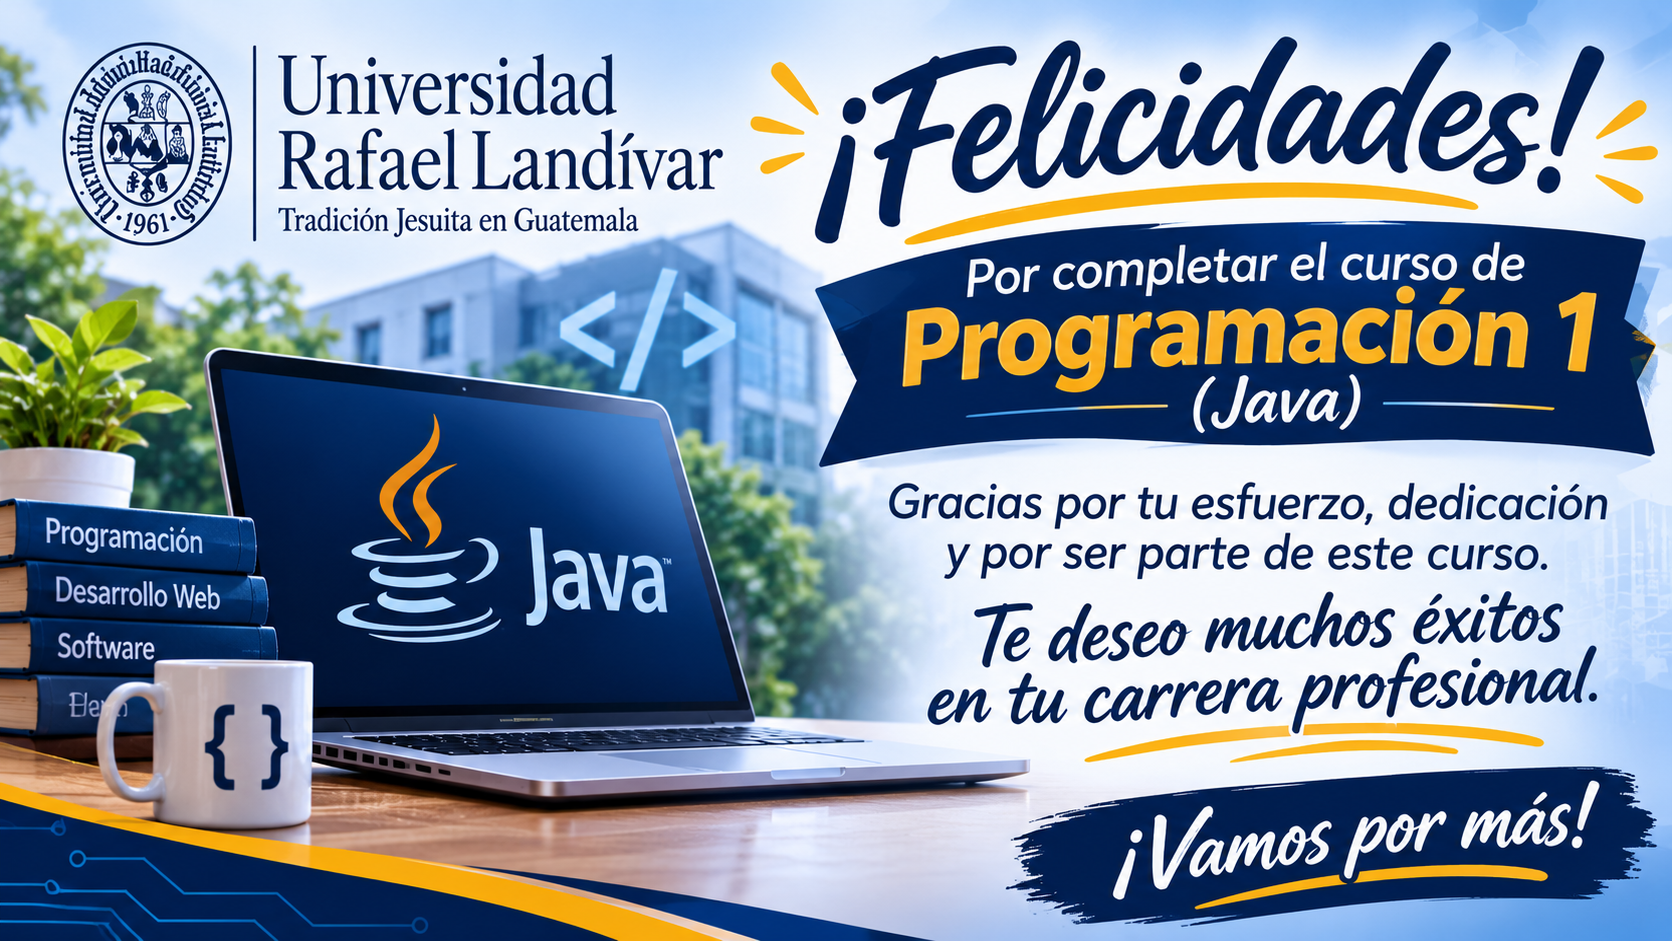 Universidad
Rafael Landívar
Tradición Jesuita en Guatemala
·1961·
¡Felicidades!
Por completar el curso de
Programación 1
(Java)
</>
Java™
Gracias por tu esfuerzo, dedicación
y por ser parte de este curso.
Te deseo muchos éxitos
en tu carrera profesional.
¡Vamos por más!
Programación
Desarrollo Web
Software
{ }